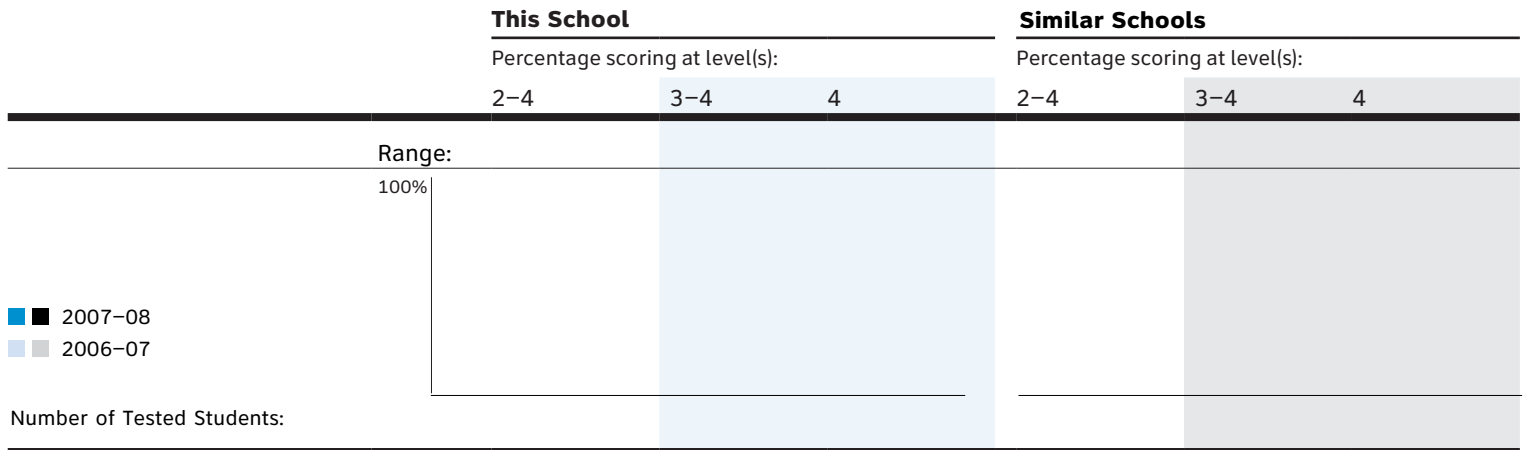 This School Similar Schools
Percentage scoring at level(s): Percentage scoring at level(s):
2–4 3–4 4 2–4 3–4 4
Range:
100%
2007–08
2006–07
Number of Tested Students: